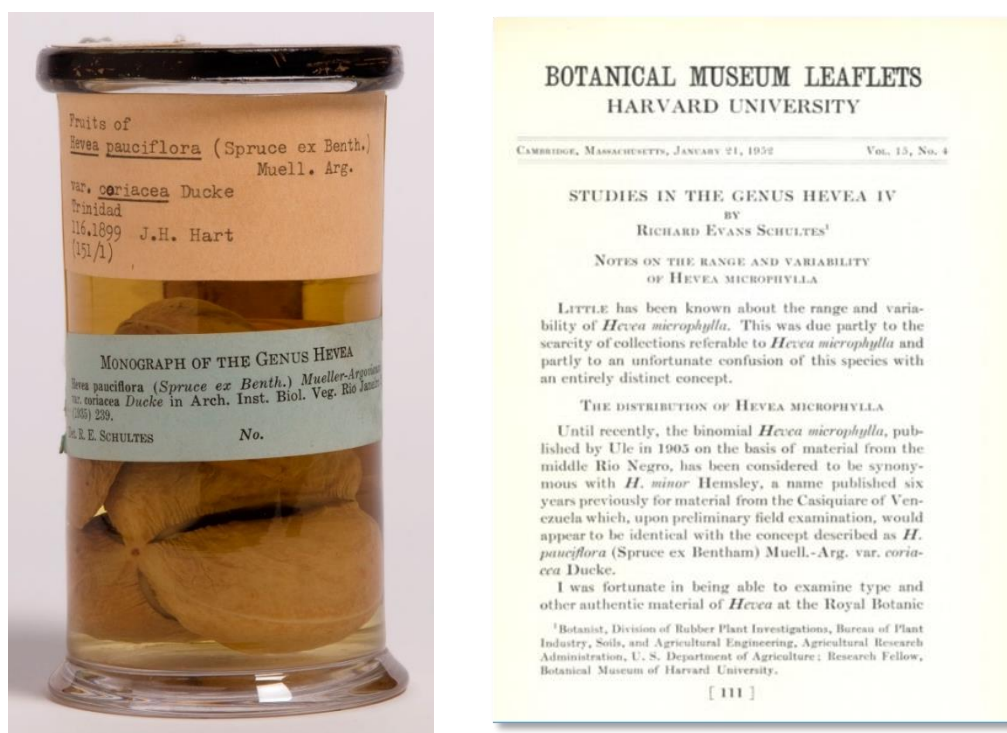 Fruits of
Hevea pauciflora (Spruce ex Benth.)
Muell. Arg.
var. coriacea Ducke
Trinidad
116.1899 J.H. Hart
(151/1)
MONOGRAPH OF THE GENUS HEVEA
Hevea pauciflora (Spruce ex Benth.) Mueller-Argoviensis
var. coriacea Ducke in Arch. Inst. Biol. Veg. Rio Janeiro
(1935) 239.
R. E. SCHULTES No.
BOTANICAL MUSEUM LEAFLETS
HARVARD UNIVERSITY
CAMBRIDGE, MASSACHUSETTS, JANUARY 21, 1952 VOL. 15, NO. 4
STUDIES IN THE GENUS HEVEA IV
BY
RICHARD EVANS SCHULTES¹
NOTES ON THE RANGE AND VARIABILITY
OF HEVEA MICROPHYLLA
LITTLE has been known about the range and varia-
bility of Hevea microphylla. This was due partly to the
scarcity of collections referable to Hevea microphylla and
partly to an unfortunate confusion of this species with
an entirely distinct concept.
THE DISTRIBUTION OF HEVEA MICROPHYLLA
Until recently, the binomial Hevea microphylla, pub-
lished by Ule in 1905 on the basis of material from the
middle Rio Negro, has been considered to be synony-
mous with H. minor Hemsley, a name published six
years previously for material from the Casiquiare of Ven-
ezuela which, upon preliminary field examination, would
appear to be identical with the concept described as H.
pauciflora (Spruce ex Bentham) Muell.-Arg. var. coria-
cea Ducke.
I was fortunate in being able to examine type and
other authentic material of Hevea at the Royal Botanic
¹Botanist, Division of Rubber Plant Investigations, Bureau of Plant
Industry, Soils, and Agricultural Engineering, Agricultural Research
Administration, U. S. Department of Agriculture; Research Fellow,
Botanical Museum of Harvard University.
[ 111 ]